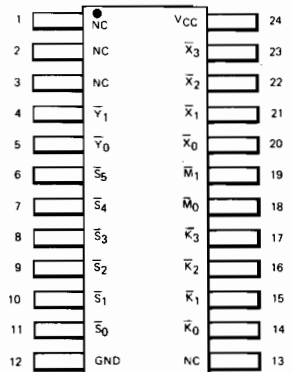 1 NC VCC 24
2 NC X̅3 23
3 NC X̅2 22
4 Y̅1 X̅1 21
5 Y̅0 X̅0 20
6 S̅5 M̅1 19
7 S̅4 M̅0 18
8 S̅3 K̅3 17
9 S̅2 K̅2 16
10 S̅1 K̅1 15
11 S̅0 K̅0 14
12 GND NC 13